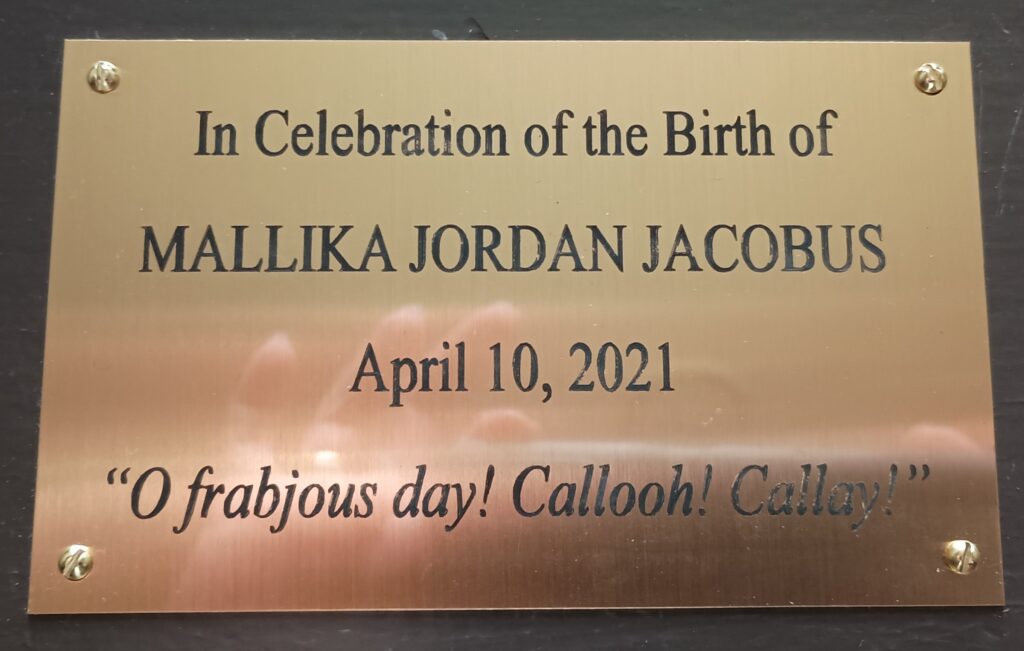 In Celebration of the Birth of
MALLIKA JORDAN JACOBUS
April 10, 2021
“O frabjous day! Callooh! Callay!”